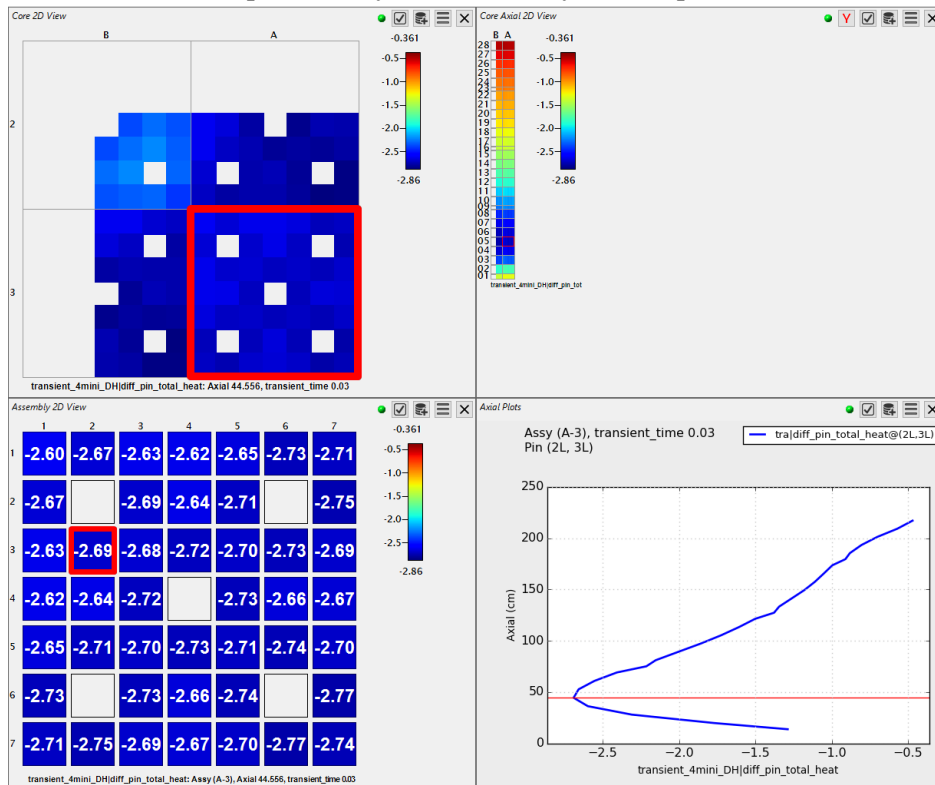 Core 2D View
B A
-0.361
-0.5
-1.0
-1.5
-2.0
-2.5
-2.86
2
3
transient_4mini_DH|diff_pin_total_heat: Axial 44.556, transient_time 0.03
Core Axial 2D View
Y
B A
-0.361
28
27
26
25
24
23
22
21
20
19
18
17
16
15
14
13
12
11
10
09
08
07
06
05
04
03
02
01
-0.5
-1.0
-1.5
-2.0
-2.5
-2.86
transient_4mini_DH|diff_pin_tot
Assembly 2D View
1 2 3 4 5 6 7
-0.361
1 -2.60 -2.67 -2.63 -2.62 -2.65 -2.73 -2.71
2 -2.67 -2.69 -2.64 -2.71 -2.75
3 -2.63 -2.69 -2.68 -2.72 -2.70 -2.73 -2.69
4 -2.62 -2.64 -2.72 -2.73 -2.66 -2.67
5 -2.65 -2.71 -2.70 -2.73 -2.71 -2.74 -2.70
6 -2.73 -2.73 -2.66 -2.74 -2.77
7 -2.71 -2.75 -2.69 -2.67 -2.70 -2.77 -2.74
-0.5
-1.0
-1.5
-2.0
-2.5
-2.86
transient_4mini_DH|diff_pin_total_heat: Assy (A-3), Axial 44.556, transient_time 0.03
Axial Plots
Assy (A-3), transient_time 0.03
Pin (2L, 3L)
tra|diff_pin_total_heat@(2L,3L)
250
200
150
100
50
0
Axial (cm)
−2.5 −2.0 −1.5 −1.0 −0.5
transient_4mini_DH|diff_pin_total_heat